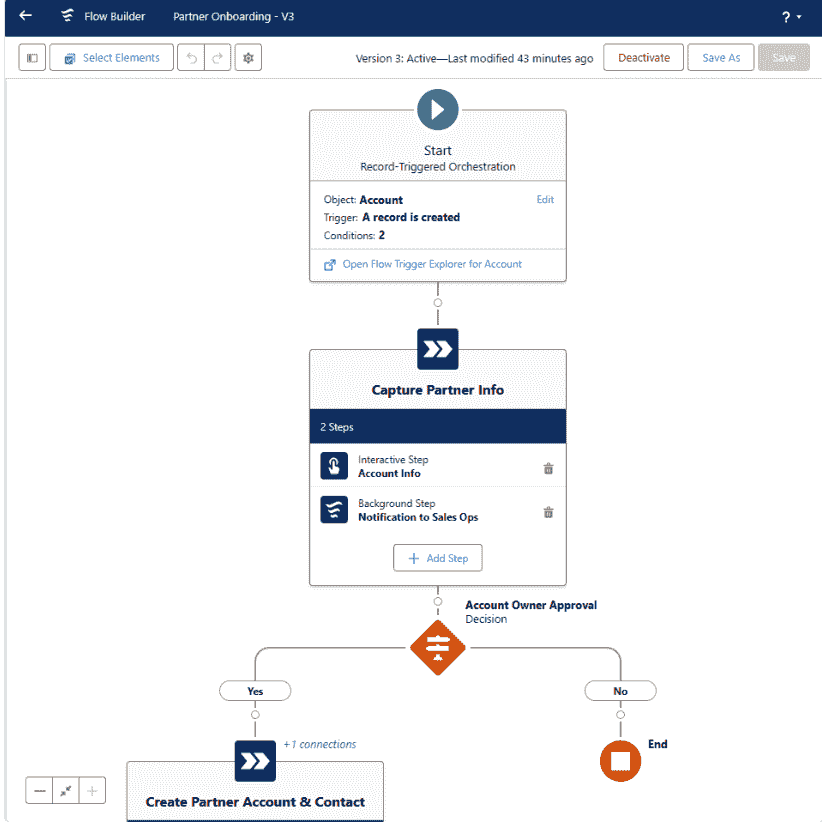 Flow Builder Partner Onboarding - V3 ?
Select Elements Version 3: Active—Last modified 43 minutes ago Deactivate Save As Save
Start
Record-Triggered Orchestration
Object: Account Edit
Trigger: A record is created
Conditions: 2
Open Flow Trigger Explorer for Account
Capture Partner Info
2 Steps
Interactive Step
Account Info
Background Step
Notification to Sales Ops
+ Add Step
Account Owner Approval
Decision
Yes No
+1 connections End
Create Partner Account & Contact